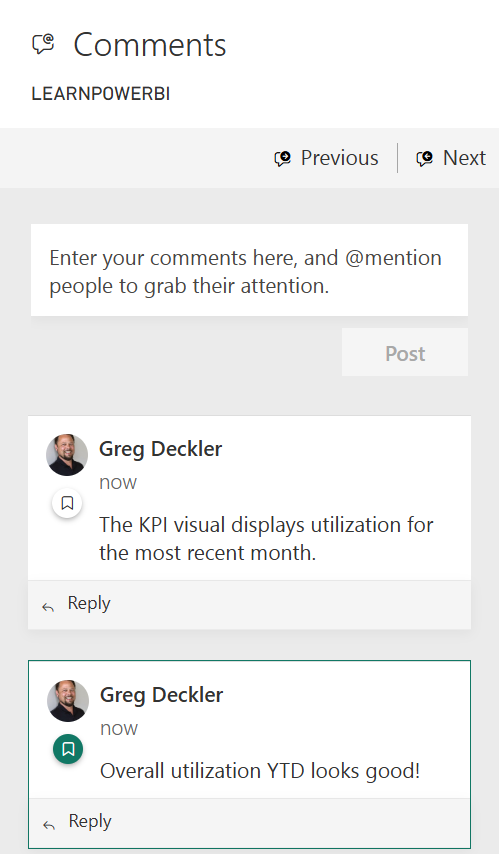 Comments
LEARNPOWERBI
Previous
Next
Enter your comments here, and @mention
people to grab their attention.
Post
Greg Deckler
now
The KPI visual displays utilization for
the most recent month.
Reply
Greg Deckler
now
Overall utilization YTD looks good!
Reply